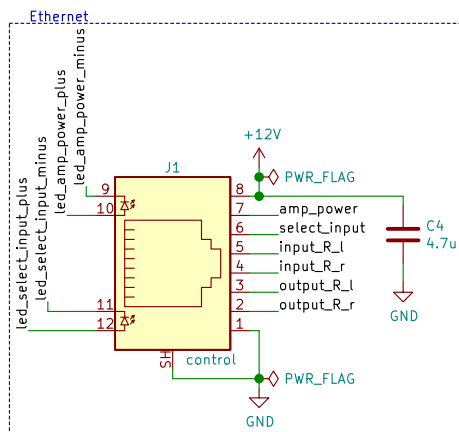 Ethernet
led_select_input_plus
led_select_input_minus
led_amp_power_plus
led_amp_power_minus
+12V
PWR_FLAG
J1
9
10
11
12
8
7
6
5
4
3
2
1
SH
control
amp_power
select_input
input_R_l
input_R_r
output_R_l
output_R_r
C4
4.7u
GND
PWR_FLAG
GND